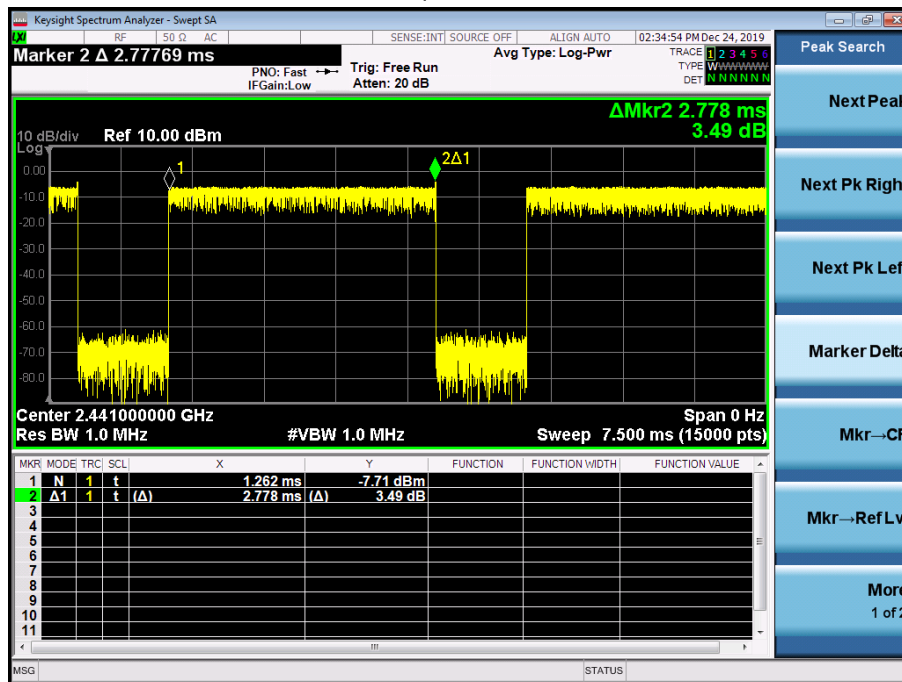 Keysight Spectrum Analyzer - Swept SA
LXI RF 50 Ω AC SENSE:INT SOURCE OFF ALIGN AUTO 02:34:54 PM Dec 24, 2019
Marker 2 Δ 2.77769 ms
PNO: Fast
IFGain:Low
Trig: Free Run
Atten: 20 dB
Avg Type: Log-Pwr
TRACE 1 2 3 4 5 6
TYPE WWWWWW
DET N N N N N N
ΔMkr2 2.778 ms
3.49 dB
10 dB/div Ref 10.00 dBm
Log
0.00
-10.0
-20.0
-30.0
-40.0
-50.0
-60.0
-70.0
-80.0
1
2Δ1
Center 2.441000000 GHz Span 0 Hz
Res BW 1.0 MHz #VBW 1.0 MHz Sweep 7.500 ms (15000 pts)
MKR MODE TRC SCL X Y FUNCTION FUNCTION WIDTH FUNCTION VALUE
1 N 1 t 1.262 ms -7.71 dBm
2 Δ1 1 t (Δ) 2.778 ms (Δ) 3.49 dB
3
4
5
6
7
8
9
10
11
MSG STATUS
Peak Search
Next Peak
Next Pk Righ
Next Pk Lef
Marker Delta
Mkr→CF
Mkr→Ref Lv
More
1 of 2